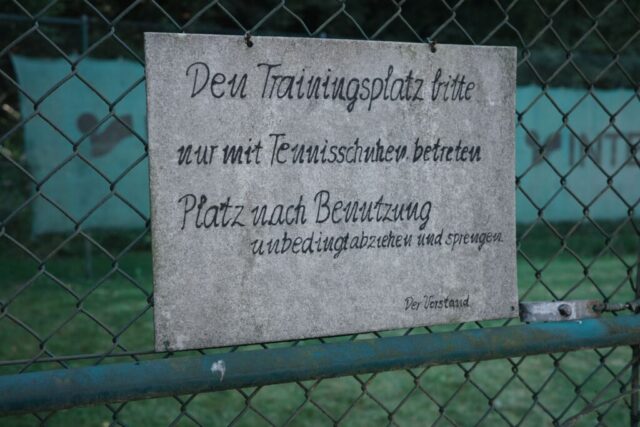 Den Trainingsplatz bitte
nur mit Tennisschuhen betreten
Platz nach Benutzung
unbedingt abziehen und sprengen.
Der Vorstand